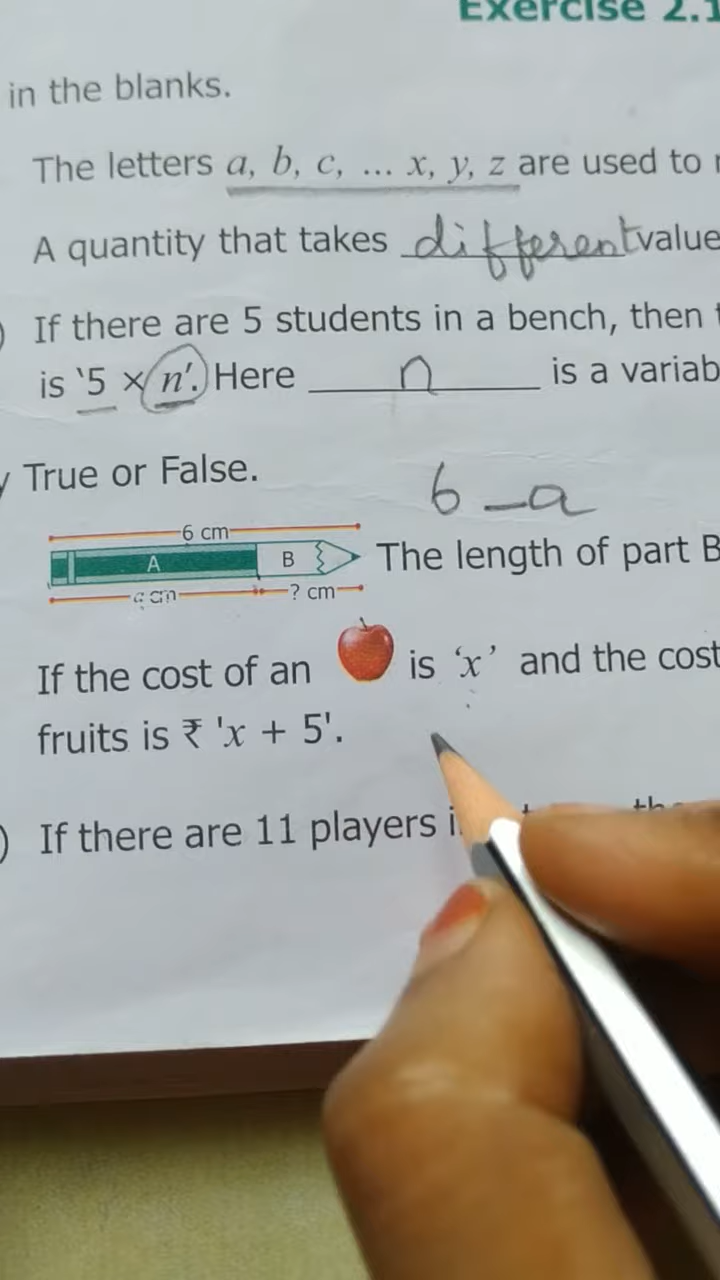 Exercise 2.1
in the blanks.
The letters a, b, c, ... x, y, z are used to
A quantity that takes different value
If there are 5 students in a bench, then
is '5 × n'. Here n is a variab
True or False.
6 - a
6 cm
A B The length of part B
a cm ? cm
If the cost of an is 'x' and the cost
fruits is ₹ 'x + 5'.
If there are 11 players